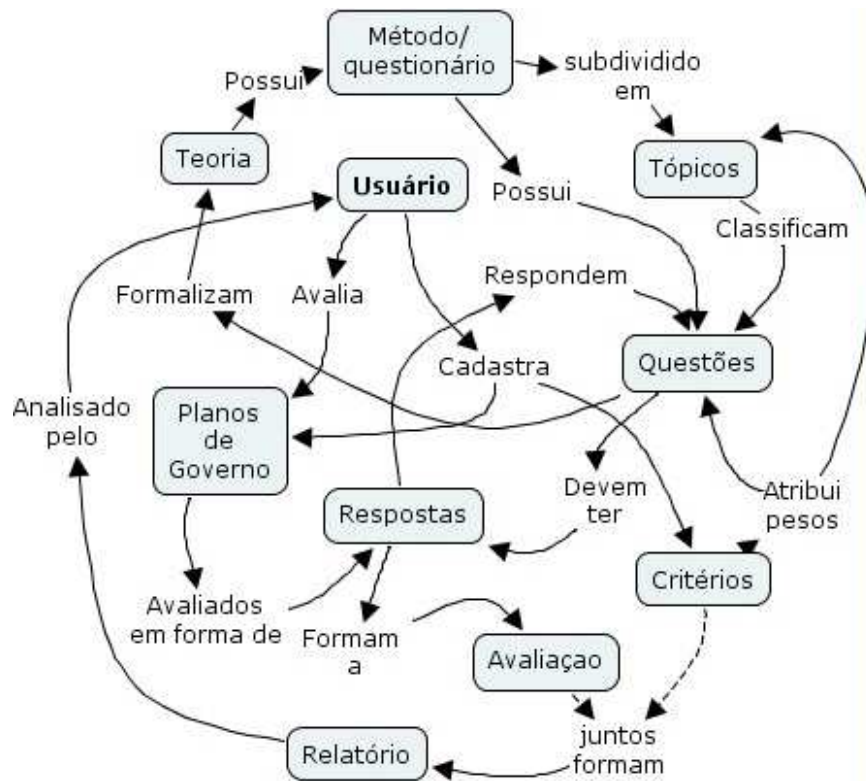 Método/
questionário
subdividido
em
Possui
Teoria
Tópicos
Usuário
Possui
Classificam
Respondem
Formalizam
Avalia
Cadastra
Questões
Analisado
pelo
Planos
de
Governo
Devem
ter
Atribui
pesos
Respostas
Critérios
Avaliados
em forma de
Formam
a
Avaliaçao
juntos
formam
Relatório